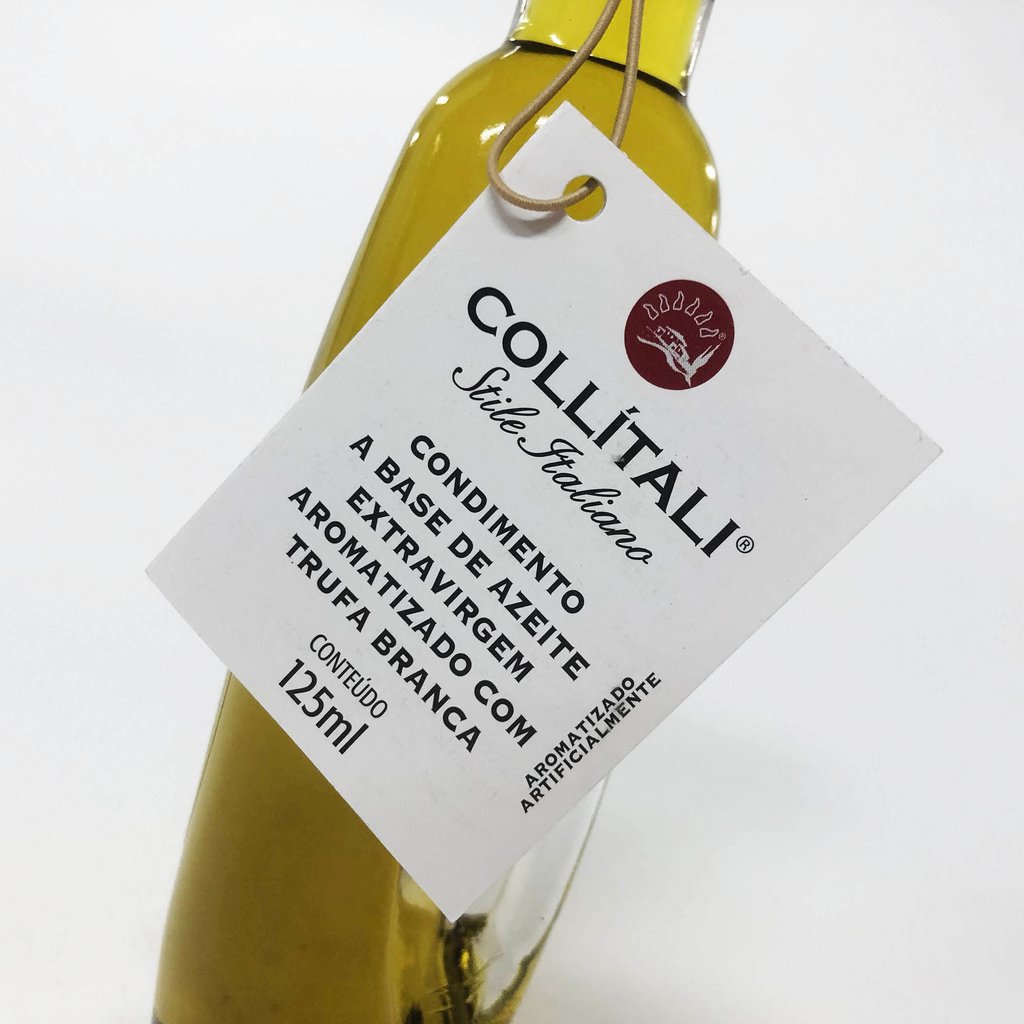 COLLÍTALI®
Stile Italiano
CONDIMENTO
A BASE DE AZEITE
EXTRAVIRGEM
AROMATIZADO COM
TRUFA BRANCA
CONTEÚDO
125ml
AROMATIZADO
ARTIFICIALMENTE